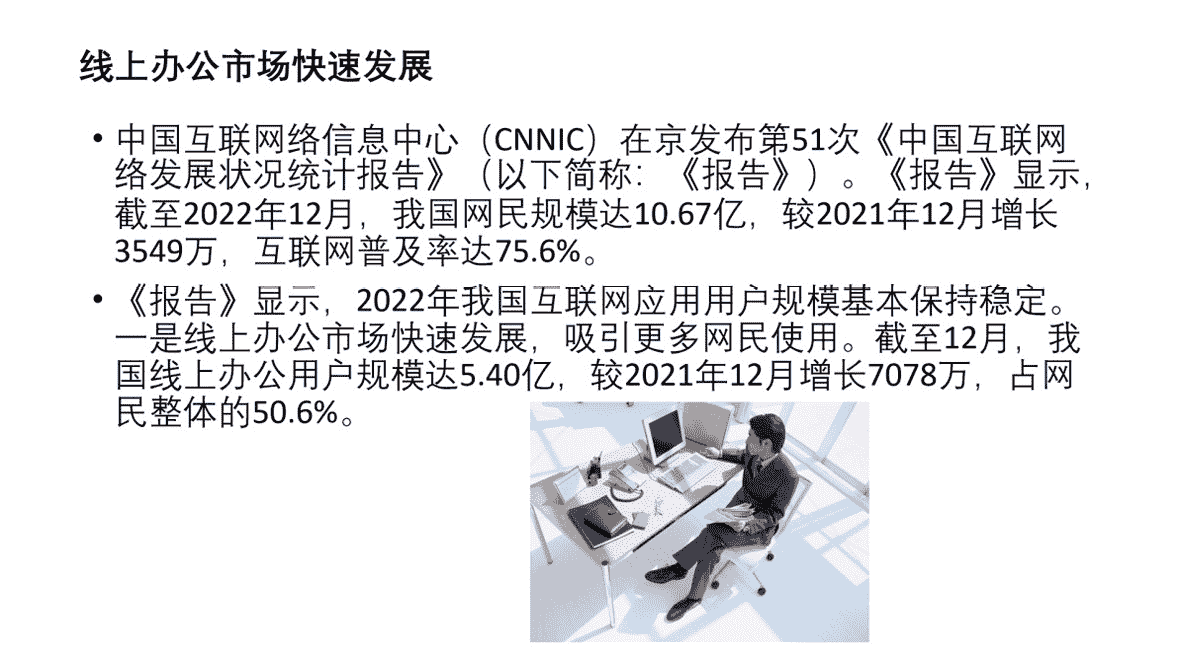 线上办公市场快速发展
• 中国互联网络信息中心（CNNIC）在京发布第51次《中国互联网
络发展状况统计报告》（以下简称：《报告》）。《报告》显示，
截至2022年12月，我国网民规模达10.67亿，较2021年12月增长
3549万，互联网普及率达75.6%。
• 《报告》显示，2022年我国互联网应用用户规模基本保持稳定。
一是线上办公市场快速发展，吸引更多网民使用。截至12月，我
国线上办公用户规模达5.40亿，较2021年12月增长7078万，占网
民整体的50.6%。